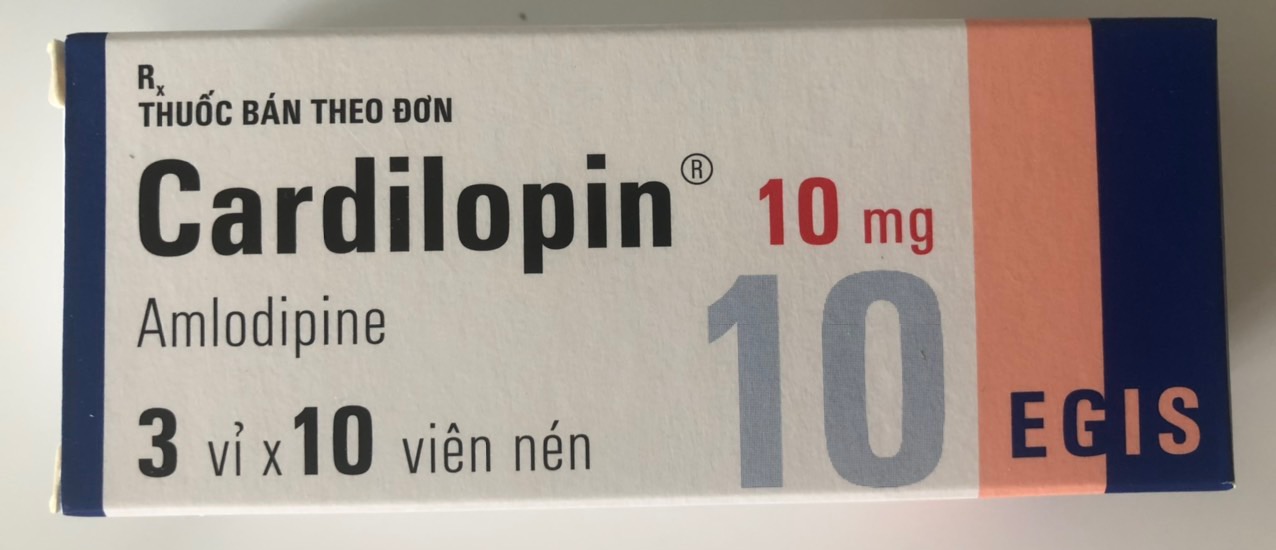 Rx
THUỐC BÁN THEO ĐƠN
Cardilopin® 10 mg
Amlodipine
10
3 vỉ x 10 viên nén
EGIS